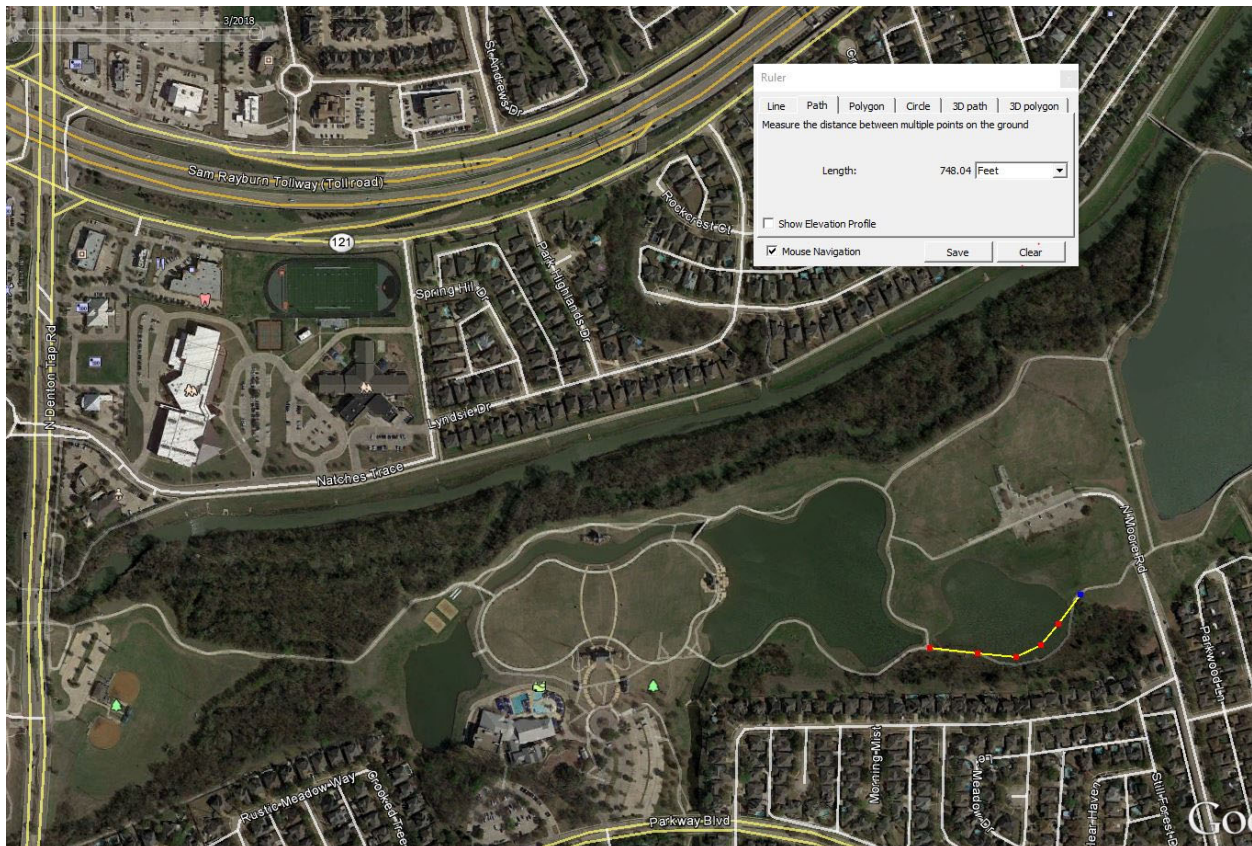 3/2018
St Andrews Dr
Ruler
Line Path Polygon Circle 3D path 3D polygon
Measure the distance between multiple points on the ground
Length: 748.04 Feet
Show Elevation Profile
Mouse Navigation Save Clear
Sam Rayburn Tollway (Toll road)
121
Rockcrest Ct
Park Highlands Dr
Spring Hil Dr
N Denton Tap Rd
Lyndsie Dr
Natches Trace
N Moore Rd
Parkwood Ln
Morning Mist
Meadow Dr
Still Forest D
Rustic Meadow Way
Crooked Tree
Parkway Blvd
lear Haven
Goo